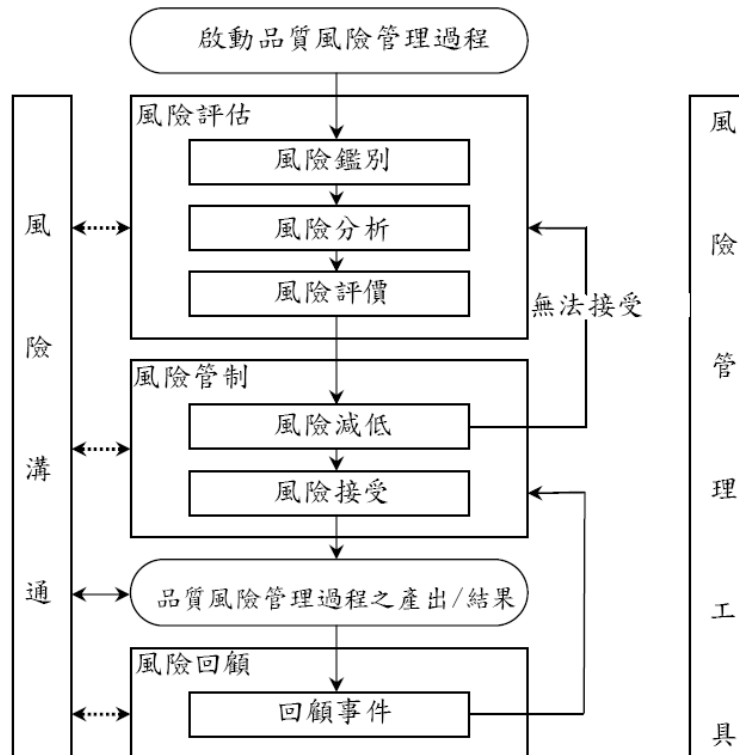 啟動品質風險管理過程
風險評估
風險鑑別
風險分析
風險評價
無法接受
風險管制
風險減低
風險接受
品質風險管理過程之產出/結果
風險回顧
回顧事件
風險溝通
風險管理工具